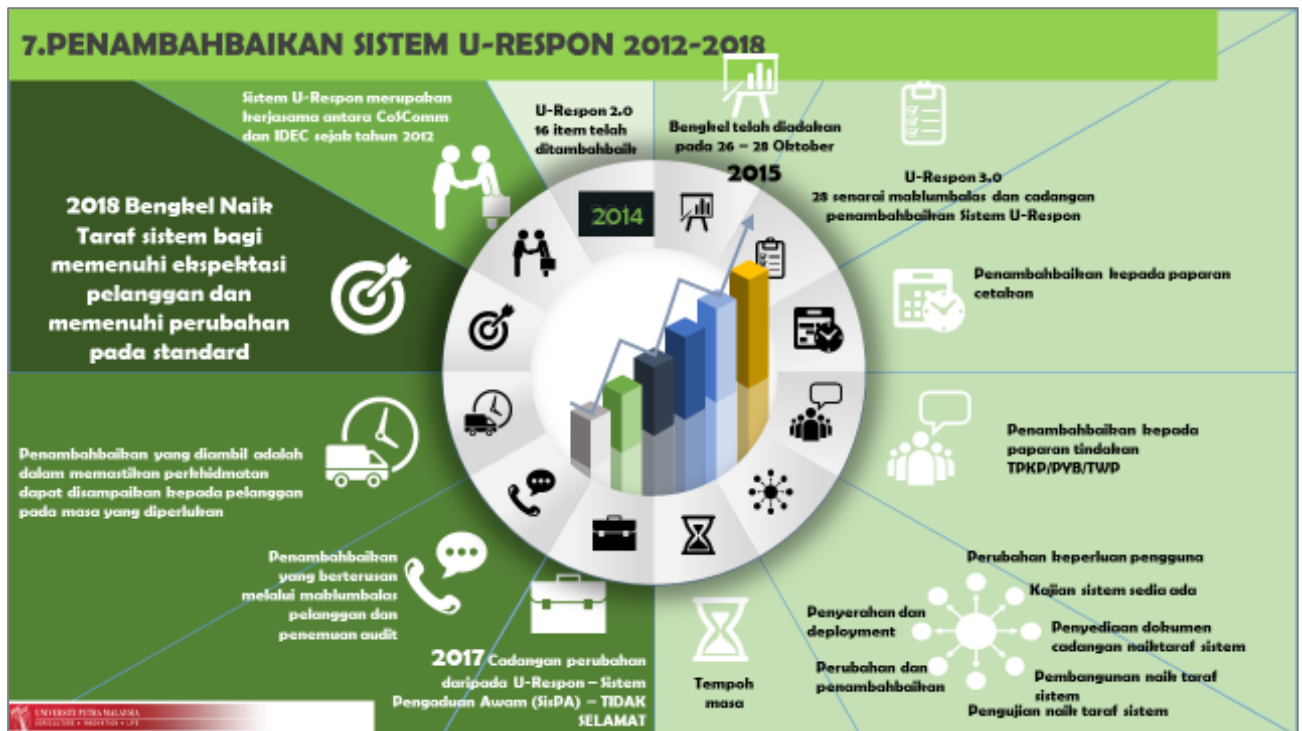 7.PENAMBAHBAIKAN SISTEM U-RESPON 2012-2018
Sistem U-Respon merupakan
kerjasama antara CoSComm
dan IDEC sejak tahun 2012
U-Respon 2.0
16 item telah
ditambahbaik
2014
Bengkel telah diadakan
pada 26 – 28 Oktober
2015
U-Respon 3.0
28 senarai maklumbalas dan cadangan
penambahbaikan Sistem U-Respon
Penambahbaikan kepada paparan
cetakan
Penambahbaikan kepada
paparan tindakan
TPKP/PYB/TWP
Perubahan keperluan pengguna
Kajian sistem sedia ada
Penyediaan dokumen
cadangan naiktaraf sistem
Pembangunan naik taraf
sistem
Pengujian naik taraf sistem
Perubahan dan
penambahbaikan
Penyerahan dan
deployment
Tempoh
masa
2017 Cadangan perubahan
daripada U-Respon – Sistem
Pengaduan Awam (SisPA) – TIDAK
SELAMAT
Penambahbaikan
yang berterusan
melalui maklumbalas
pelanggan dan
penemuan audit
Penambahbaikan yang diambil adalah
dalam memastikan perkhidmatan
dapat disampaikan kepada pelanggan
pada masa yang diperlukan
2018 Bengkel Naik
Taraf sistem bagi
memenuhi ekspektasi
pelanggan dan
memenuhi perubahan
pada standard
UNIVERSITI PUTRA MALAYSIA
AGRICULTURE • INNOVATION • LIFE